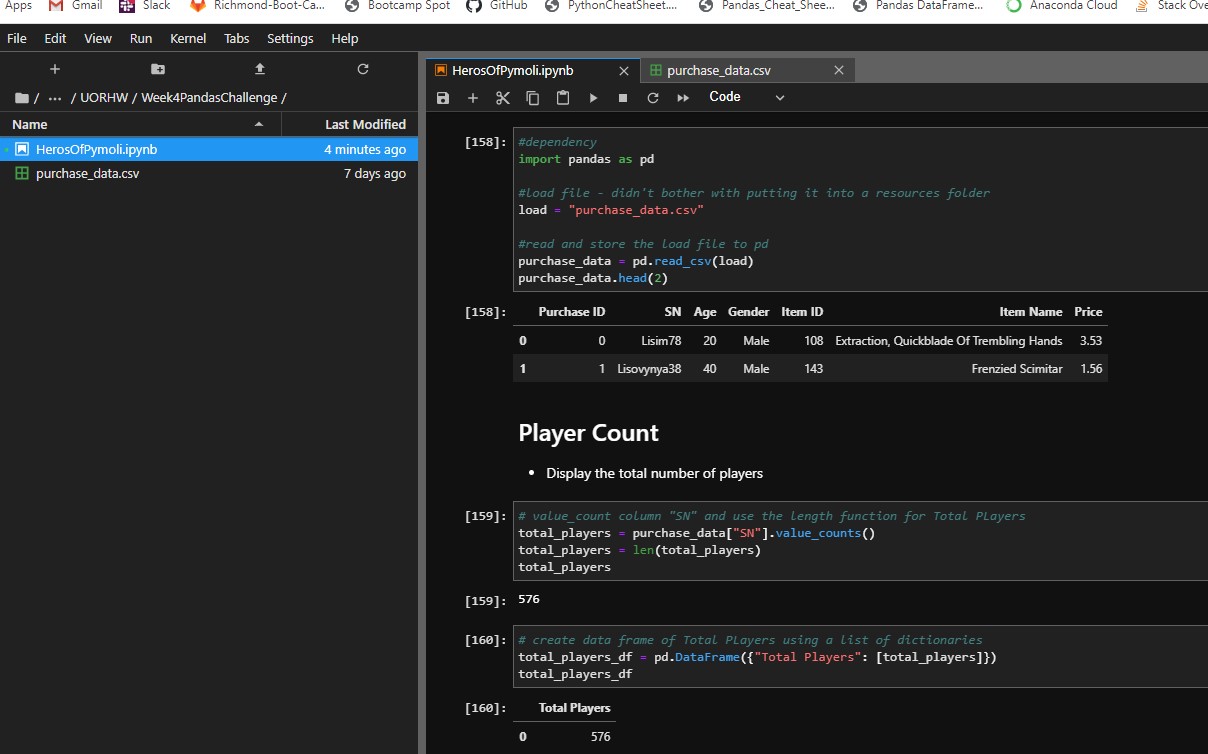 Apps Gmail Slack Richmond-Boot-Ca... Bootcamp Spot GitHub PythonCheatSheet.... Pandas_Cheat_Shee... Pandas DataFrame... Anaconda Cloud Stack Ove
File Edit View Run Kernel Tabs Settings Help
/ ... / UORHW / Week4PandasChallenge /
Name Last Modified
HerosOfPymoli.ipynb 4 minutes ago
purchase_data.csv 7 days ago
HerosOfPymoli.ipynb purchase_data.csv
Code
[158]: #dependency
import pandas as pd
#load file - didn't bother with putting it into a resources folder
load = "purchase_data.csv"
#read and store the load file to pd
purchase_data = pd.read_csv(load)
purchase_data.head(2)
[158]: Purchase ID SN Age Gender Item ID Item Name Price
0 0 Lisim78 20 Male 108 Extraction, Quickblade Of Trembling Hands 3.53
1 1 Lisovynya38 40 Male 143 Frenzied Scimitar 1.56
Player Count
• Display the total number of players
[159]: # value_count column "SN" and use the length function for Total PLayers
total_players = purchase_data["SN"].value_counts()
total_players = len(total_players)
total_players
[159]: 576
[160]: # create data frame of Total PLayers using a list of dictionaries
total_players_df = pd.DataFrame({"Total Players": [total_players]})
total_players_df
[160]: Total Players
0 576